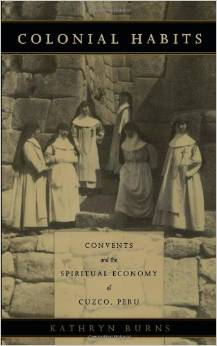 COLONIAL HABITS
CONVENTS
and the
SPIRITUAL ECONOMY
of
CUZCO, PERU
KATHRYN BURNS